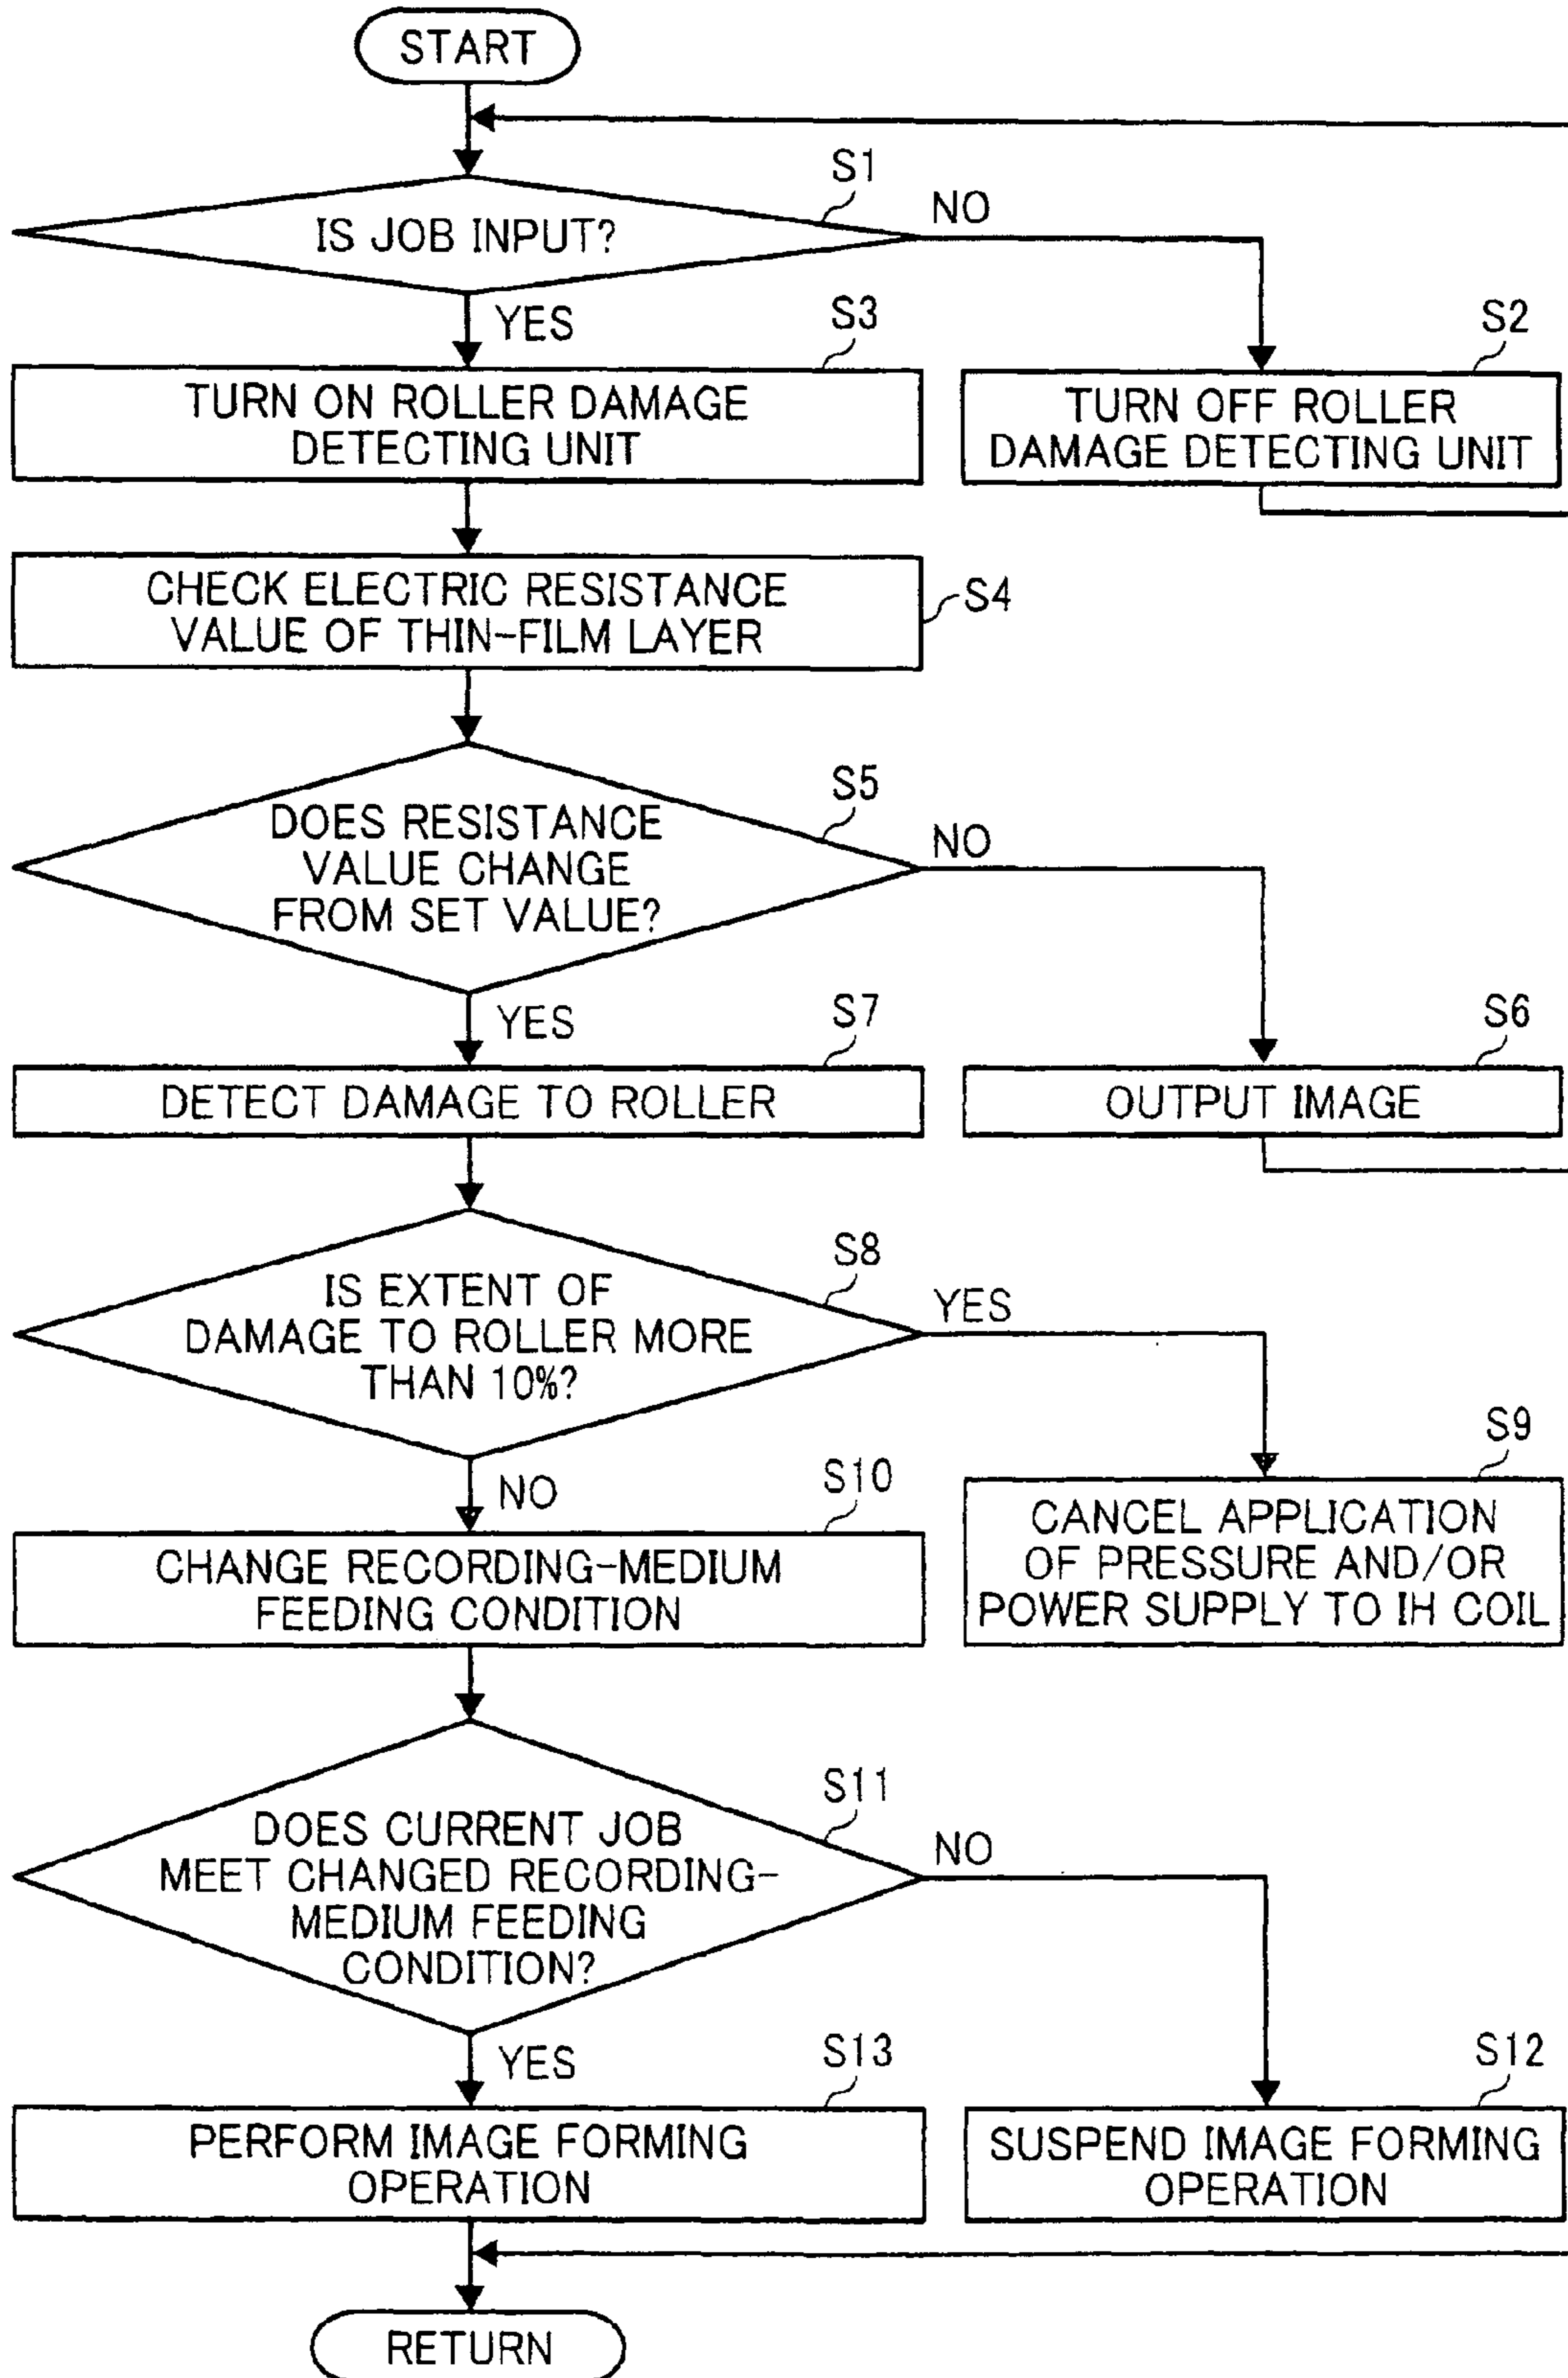 START
S1
IS JOB INPUT?
NO
YES
S3
TURN ON ROLLER DAMAGE
DETECTING UNIT
S2
TURN OFF ROLLER
DAMAGE DETECTING UNIT
CHECK ELECTRIC RESISTANCE
VALUE OF THIN-FILM LAYER
S4
S5
DOES RESISTANCE
VALUE CHANGE
FROM SET VALUE?
NO
YES
S7
DETECT DAMAGE TO ROLLER
S6
OUTPUT IMAGE
S8
IS EXTENT OF
DAMAGE TO ROLLER MORE
THAN 10%?
YES
NO
S9
CANCEL APPLICATION
OF PRESSURE AND/OR
POWER SUPPLY TO IH COIL
S10
CHANGE RECORDING-MEDIUM
FEEDING CONDITION
S11
DOES CURRENT JOB
MEET CHANGED RECORDING-
MEDIUM FEEDING
CONDITION?
NO
YES
S13
PERFORM IMAGE FORMING
OPERATION
S12
SUSPEND IMAGE FORMING
OPERATION
RETURN